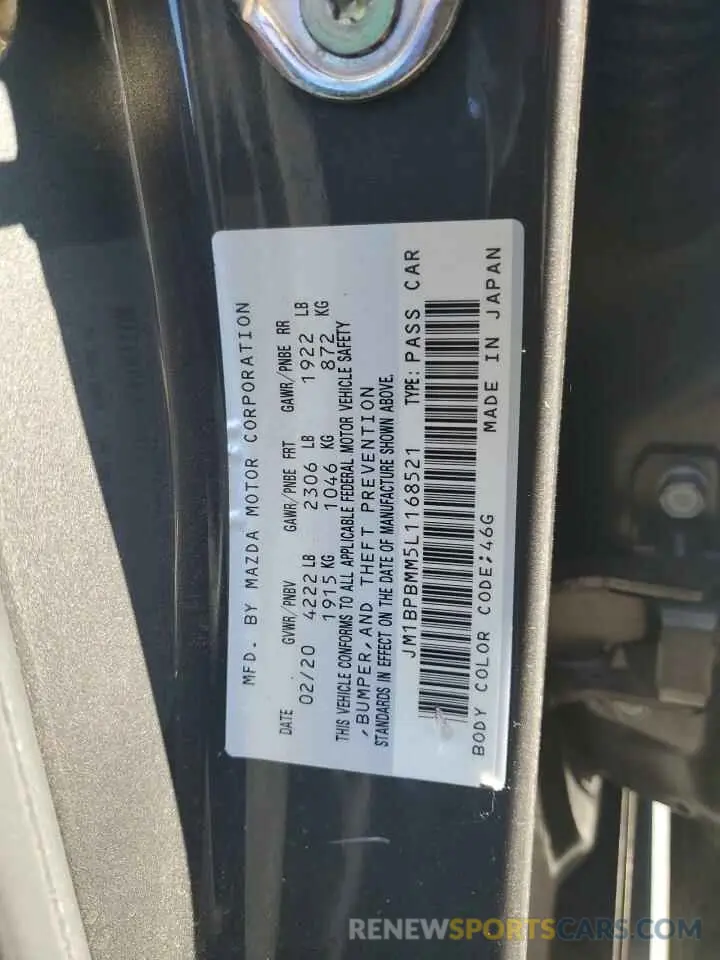 MFD. BY MAZDA MOTOR CORPORATION
DATE GVWR/PNBV GAWR/PNBE FRT GAWR/PNBE RR
02/20 4222 LB 2306 LB 1922 LB
1915 KG 1046 KG 872 KG
THIS VEHICLE CONFORMS TO ALL APPLICABLE FEDERAL MOTOR VEHICLE SAFETY
,BUMPER,AND THEFT PREVENTION
STANDARDS IN EFFECT ON THE DATE OF MANUFACTURE SHOWN ABOVE.
JM1BPBMM5L1168521 TYPE: PASS CAR
BODY COLOR CODE:46G MADE IN JAPAN
RENEWSPORTSCARS.COM